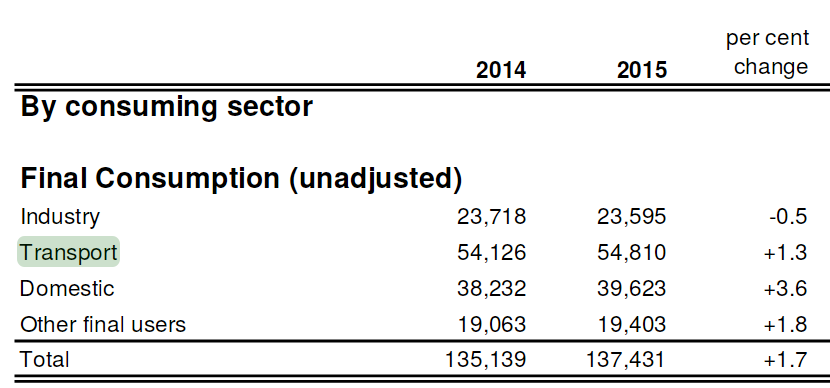 per cent
2014 2015 change
By consuming sector
Final Consumption (unadjusted)
Industry 23,718 23,595 -0.5
Transport 54,126 54,810 +1.3
Domestic 38,232 39,623 +3.6
Other final users 19,063 19,403 +1.8
Total 135,139 137,431 +1.7